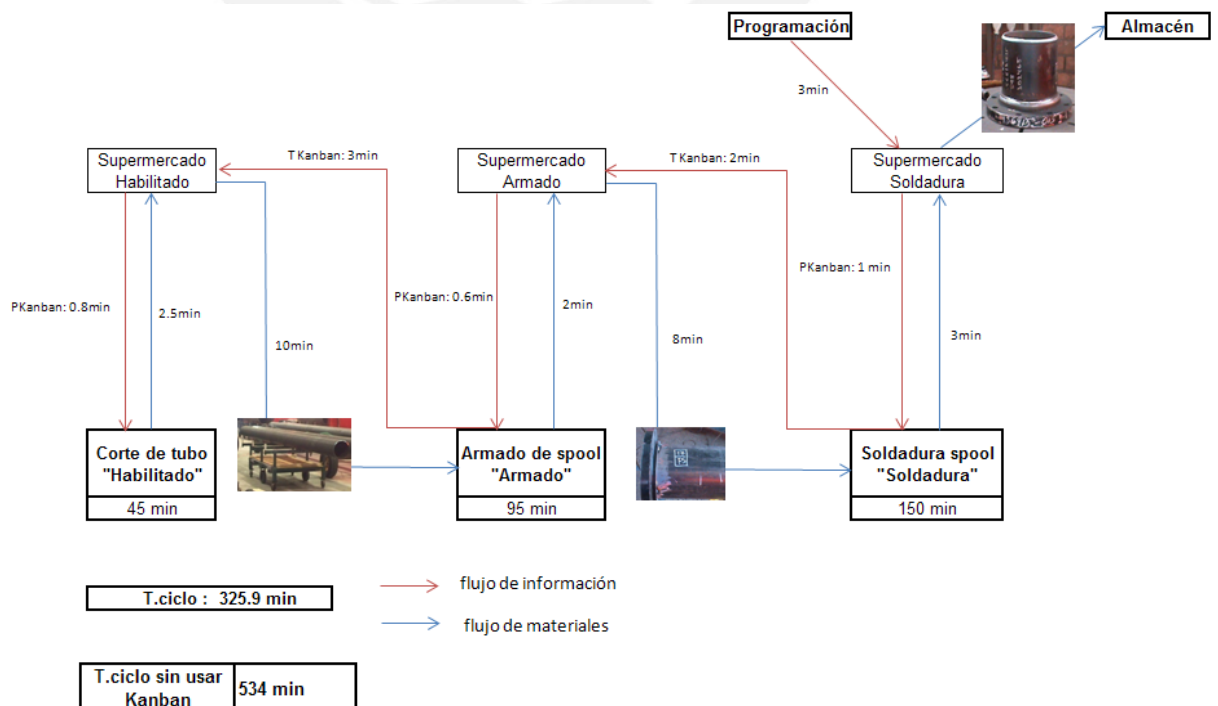 Programación
Almacén
3min
Supermercado
Habilitado
T Kanban: 3min
Supermercado
Armado
T Kanban: 2min
Supermercado
Soldadura
PKanban: 0.8min
2.5min
10min
PKanban: 0.6min
2min
8min
PKanban: 1 min
3min
Corte de tubo
"Habilitado"
45 min
Armado de spool
"Armado"
95 min
Soldadura spool
"Soldadura"
150 min
T.ciclo : 325.9 min
flujo de información
flujo de materiales
T.ciclo sin usar
Kanban
534 min